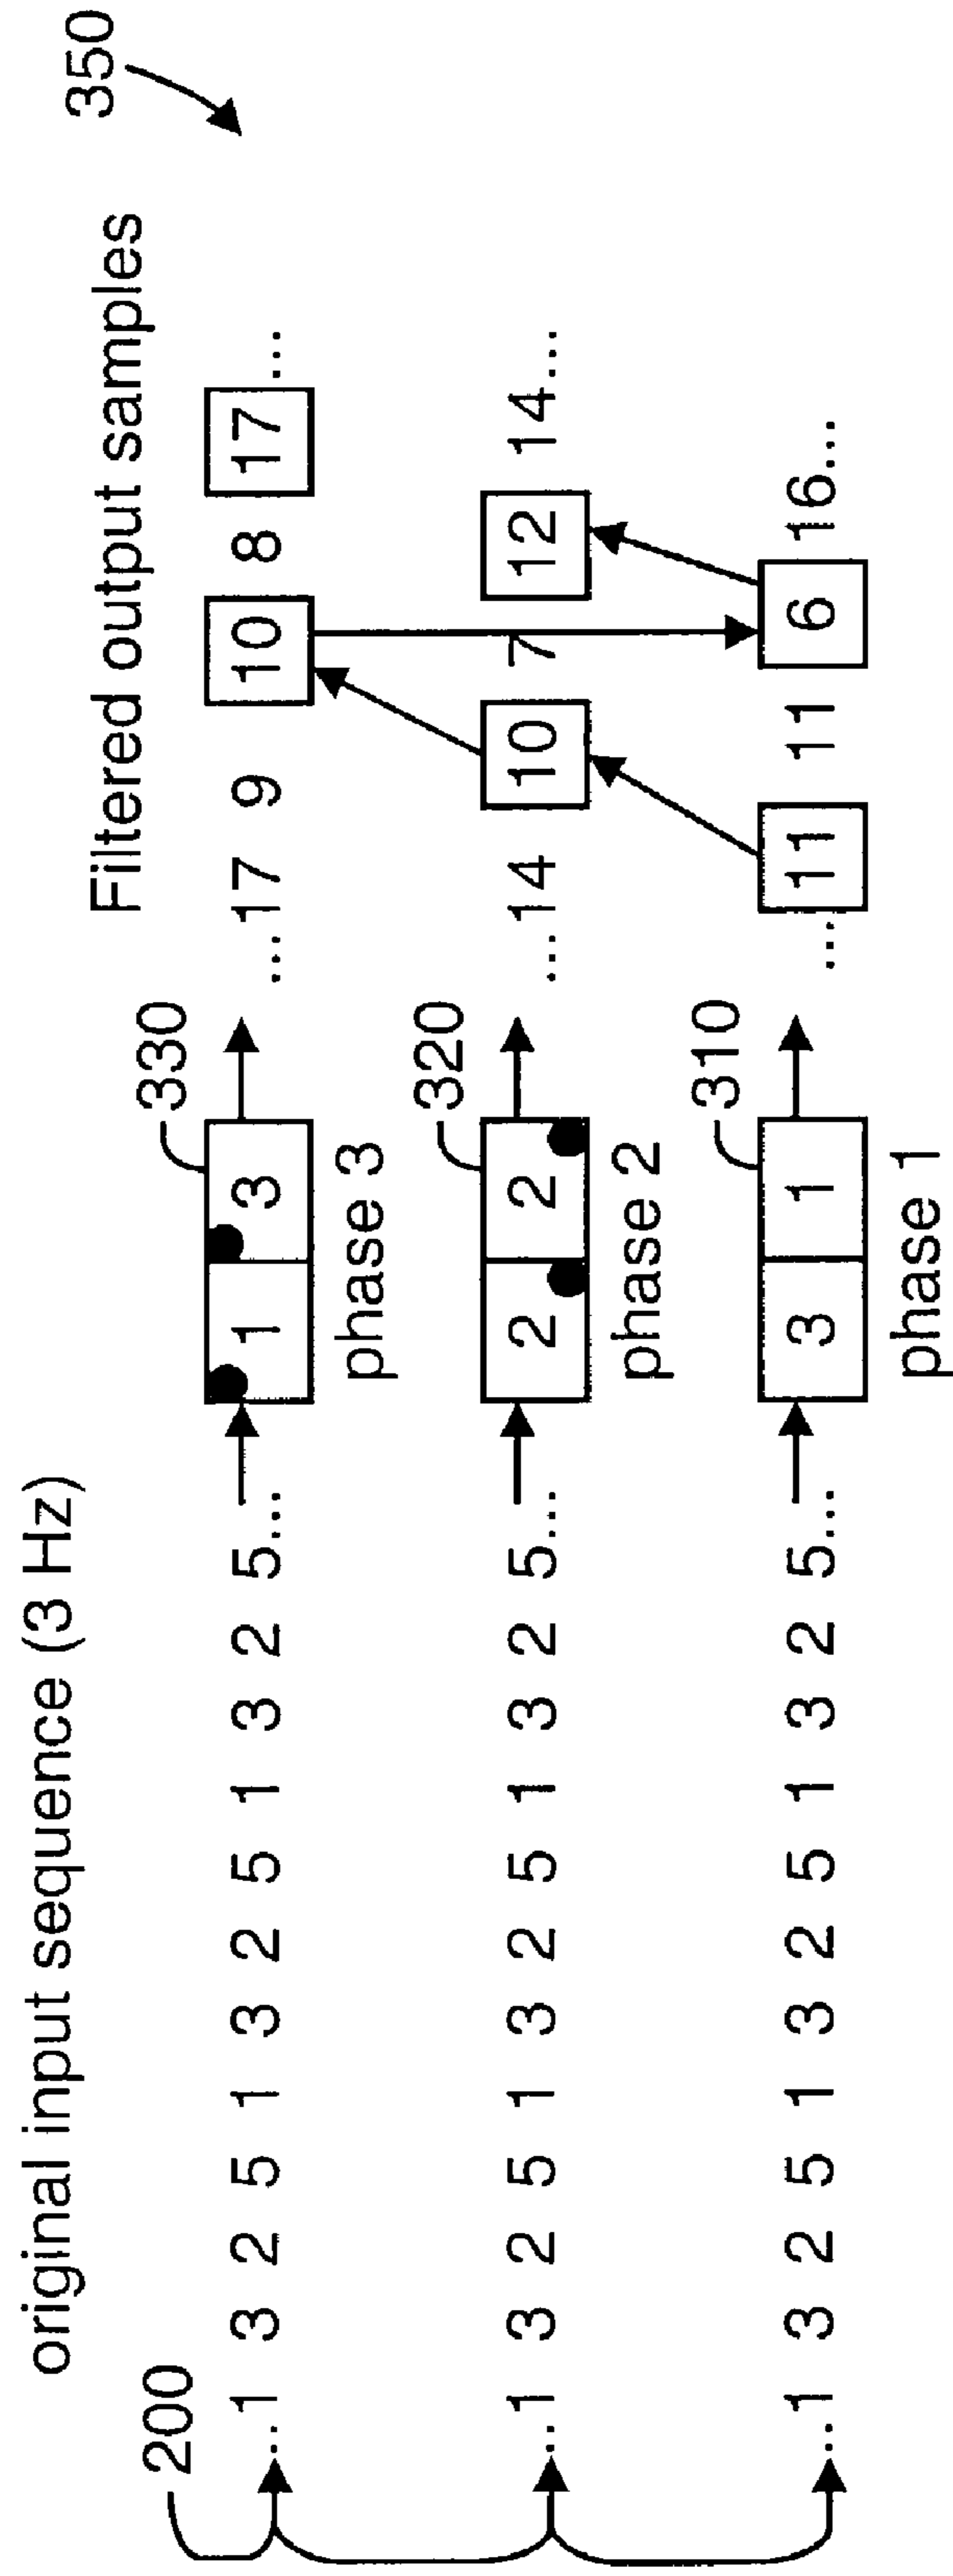 original input sequence (3 Hz)
Filtered output samples
350
200
...1 3 2 5 1 3 2 5 1 3 2 5...
1 3
330
phase 3
...17 9 10 8 17 ...
...1 3 2 5 1 3 2 5 1 3 2 5...
2 2
320
phase 2
...14 10 7 12 14...
...1 3 2 5 1 3 2 5 1 3 2 5...
3 1
310
phase 1
... 11 11 6 16...